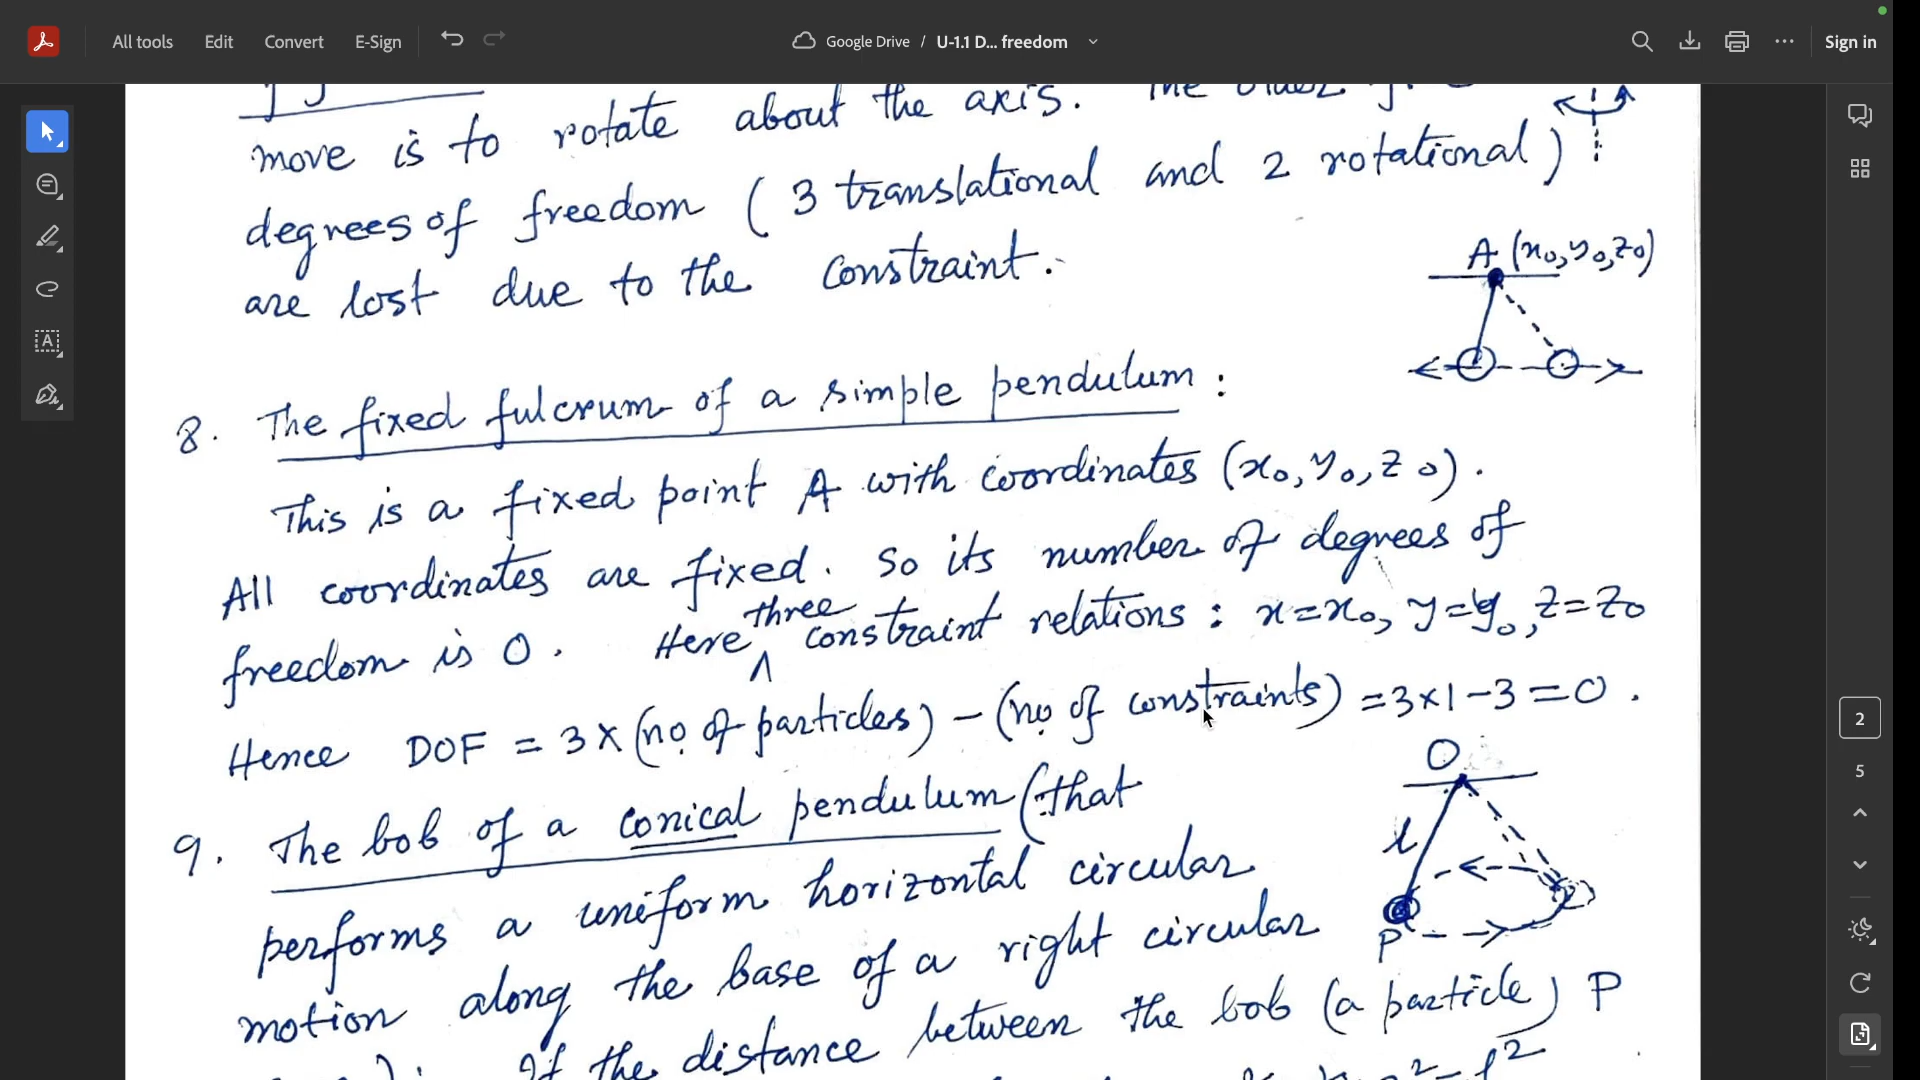 All tools Edit Convert E-Sign Google Drive / U-1.1 D... freedom Sign in
move is to rotate about the axis. The
degrees of freedom (3 translational and 2 rotational)
are lost due to the constraint.
A (x₀, y₀, z₀)
8. The fixed fulcrum of a simple pendulum :
This is a fixed point A with coordinates (x₀, y₀, z₀).
All coordinates are fixed. So its number of degrees of
freedom is 0. Here three constraint relations : x=x₀, y=y₀, z=z₀
Hence DOF = 3 × (no of particles) – (no of constraints) = 3×1–3 = 0.
O
l
P
9. The bob of a conical pendulum (that
performs a uniform horizontal circular
motion along the base of a right circular
If the distance between the bob (a particle) P
2
5